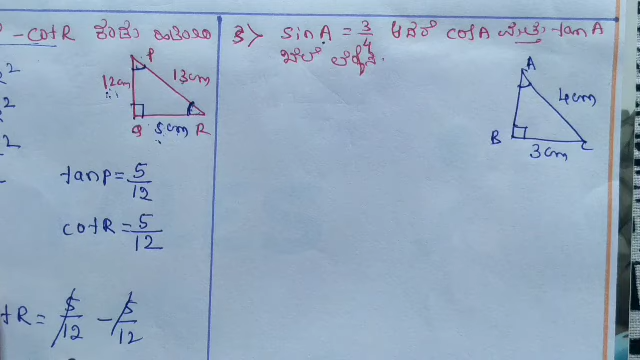 - cotR ಕಂಡು ಹಿಡಿಯಿರಿ
P
12cm 13cm
Q 5cm R
tanP = 5/12
cotR = 5/12
tR = 5/12 - 5/12
3> sinA = 3/4 ಆದರೆ cosA ಮತ್ತು tanA
A
4cm
B 3cm C